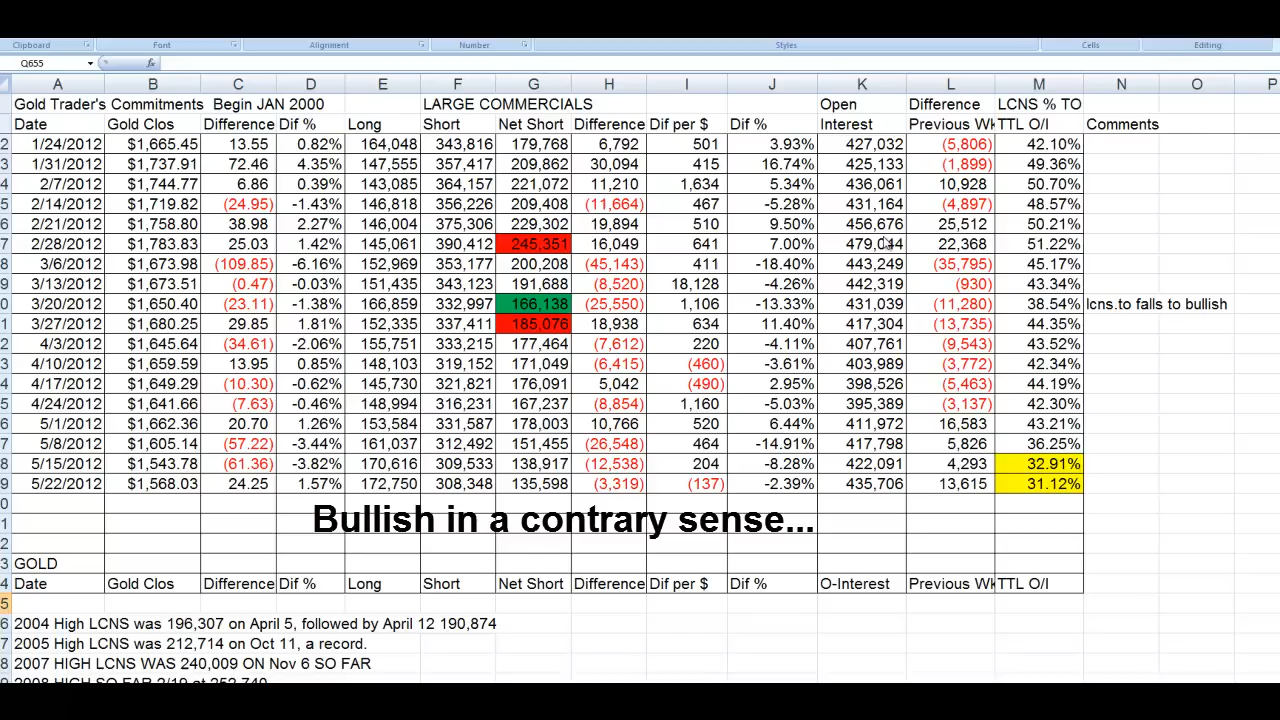 Clipboard Font Alignment Number Styles Cells Editing
Q655 fx
A B C D E F G H I J K L M N O P
Gold Trader's Commitments Begin JAN 2000 LARGE COMMERCIALS Open Difference LCNS % TO
Date Gold Clos Difference Dif % Long Short Net Short Difference Dif per $ Dif % Interest Previous Wk TTL O/I Comments
2 1/24/2012 $1,665.45 13.55 0.82% 164,048 343,816 179,768 6,792 501 3.93% 427,032 (5,806) 42.10%
3 1/31/2012 $1,737.91 72.46 4.35% 147,555 357,417 209,862 30,094 415 16.74% 425,133 (1,899) 49.36%
4 2/7/2012 $1,744.77 6.86 0.39% 143,085 364,157 221,072 11,210 1,634 5.34% 436,061 10,928 50.70%
5 2/14/2012 $1,719.82 (24.95) -1.43% 146,818 356,226 209,408 (11,664) 467 -5.28% 431,164 (4,897) 48.57%
6 2/21/2012 $1,758.80 38.98 2.27% 146,004 375,306 229,302 19,894 510 9.50% 456,676 25,512 50.21%
7 2/28/2012 $1,783.83 25.03 1.42% 145,061 390,412 245,351 16,049 641 7.00% 479,044 22,368 51.22%
8 3/6/2012 $1,673.98 (109.85) -6.16% 152,969 353,177 200,208 (45,143) 411 -18.40% 443,249 (35,795) 45.17%
9 3/13/2012 $1,673.51 (0.47) -0.03% 151,435 343,123 191,688 (8,520) 18,128 -4.26% 442,319 (930) 43.34%
0 3/20/2012 $1,650.40 (23.11) -1.38% 166,859 332,997 166,138 (25,550) 1,106 -13.33% 431,039 (11,280) 38.54% lcns.to falls to bullish
1 3/27/2012 $1,680.25 29.85 1.81% 152,335 337,411 185,076 18,938 634 11.40% 417,304 (13,735) 44.35%
2 4/3/2012 $1,645.64 (34.61) -2.06% 155,751 333,215 177,464 (7,612) 220 -4.11% 407,761 (9,543) 43.52%
3 4/10/2012 $1,659.59 13.95 0.85% 148,103 319,152 171,049 (6,415) (460) -3.61% 403,989 (3,772) 42.34%
4 4/17/2012 $1,649.29 (10.30) -0.62% 145,730 321,821 176,091 5,042 (490) 2.95% 398,526 (5,463) 44.19%
5 4/24/2012 $1,641.66 (7.63) -0.46% 148,994 316,231 167,237 (8,854) 1,160 -5.03% 395,389 (3,137) 42.30%
6 5/1/2012 $1,662.36 20.70 1.26% 153,584 331,587 178,003 10,766 520 6.44% 411,972 16,583 43.21%
7 5/8/2012 $1,605.14 (57.22) -3.44% 161,037 312,492 151,455 (26,548) 464 -14.91% 417,798 5,826 36.25%
8 5/15/2012 $1,543.78 (61.36) -3.82% 170,616 309,533 138,917 (12,538) 204 -8.28% 422,091 4,293 32.91%
9 5/22/2012 $1,568.03 24.25 1.57% 172,750 308,348 135,598 (3,319) (137) -2.39% 435,706 13,615 31.12%
0
1 Bullish in a contrary sense...
2
3 GOLD
4 Date Gold Clos Difference Dif % Long Short Net Short Difference Dif per $ Dif % O-Interest Previous Wk TTL O/I
5
6 2004 High LCNS was 196,307 on April 5, followed by April 12 190,874
7 2005 High LCNS was 212,714 on Oct 11, a record.
8 2007 HIGH LCNS WAS 240,009 ON Nov 6 SO FAR
9 2008 HIGH SO FAR 2/19 at 252,740